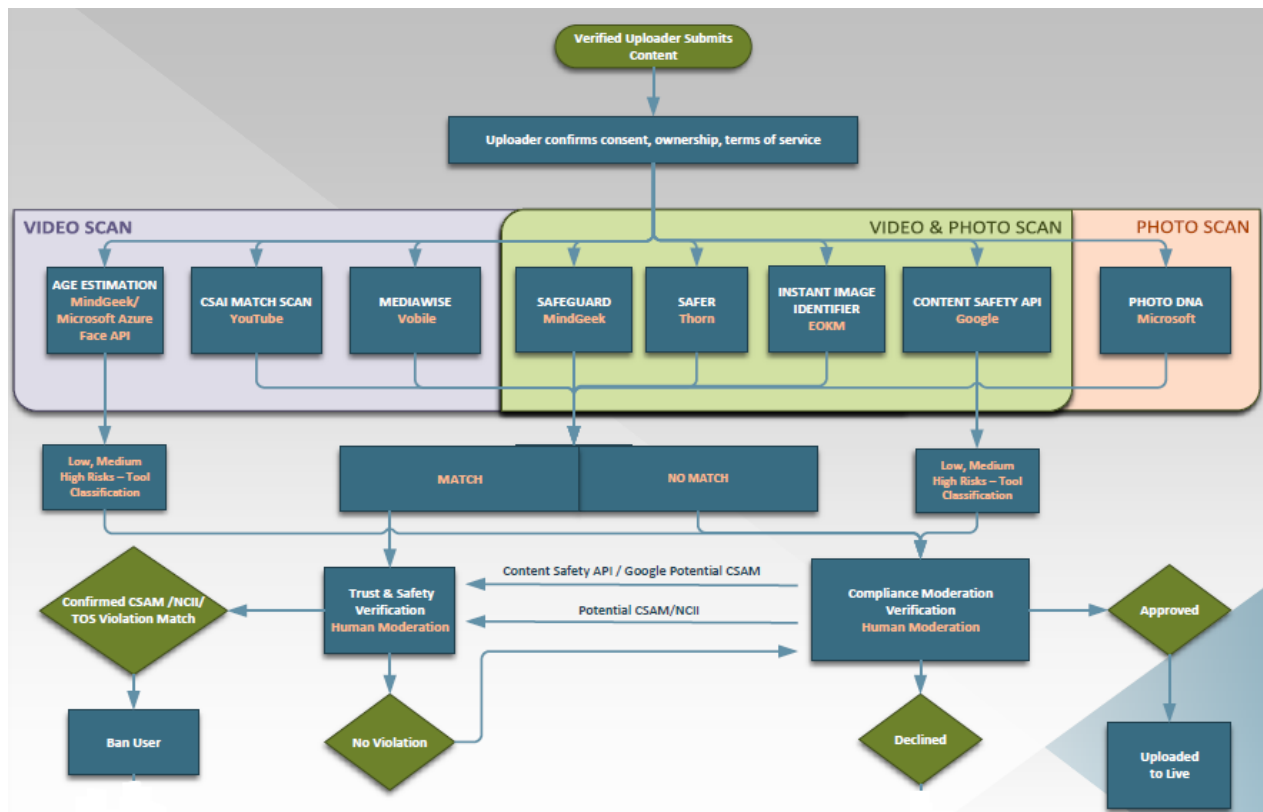 Verified Uploader Submits
Content
Uploader confirms consent, ownership, terms of service
VIDEO SCAN
VIDEO & PHOTO SCAN
PHOTO SCAN
AGE ESTIMATION
MindGeek/
Microsoft Azure
Face API
CSAI MATCH SCAN
YouTube
MEDIAWISE
Vobile
SAFEGUARD
MindGeek
SAFER
Thorn
INSTANT IMAGE
IDENTIFIER
EOKM
CONTENT SAFETY API
Google
PHOTO DNA
Microsoft
Low, Medium
High Risks – Tool
Classification
MATCH
NO MATCH
Low, Medium
High Risks – Tool
Classification
Confirmed CSAM /NCII/
TOS Violation Match
Trust & Safety
Verification
Human Moderation
Content Safety API / Google Potential CSAM
Potential CSAM/NCII
Compliance Moderation
Verification
Human Moderation
Approved
Ban User
No Violation
Declined
Uploaded
to Live